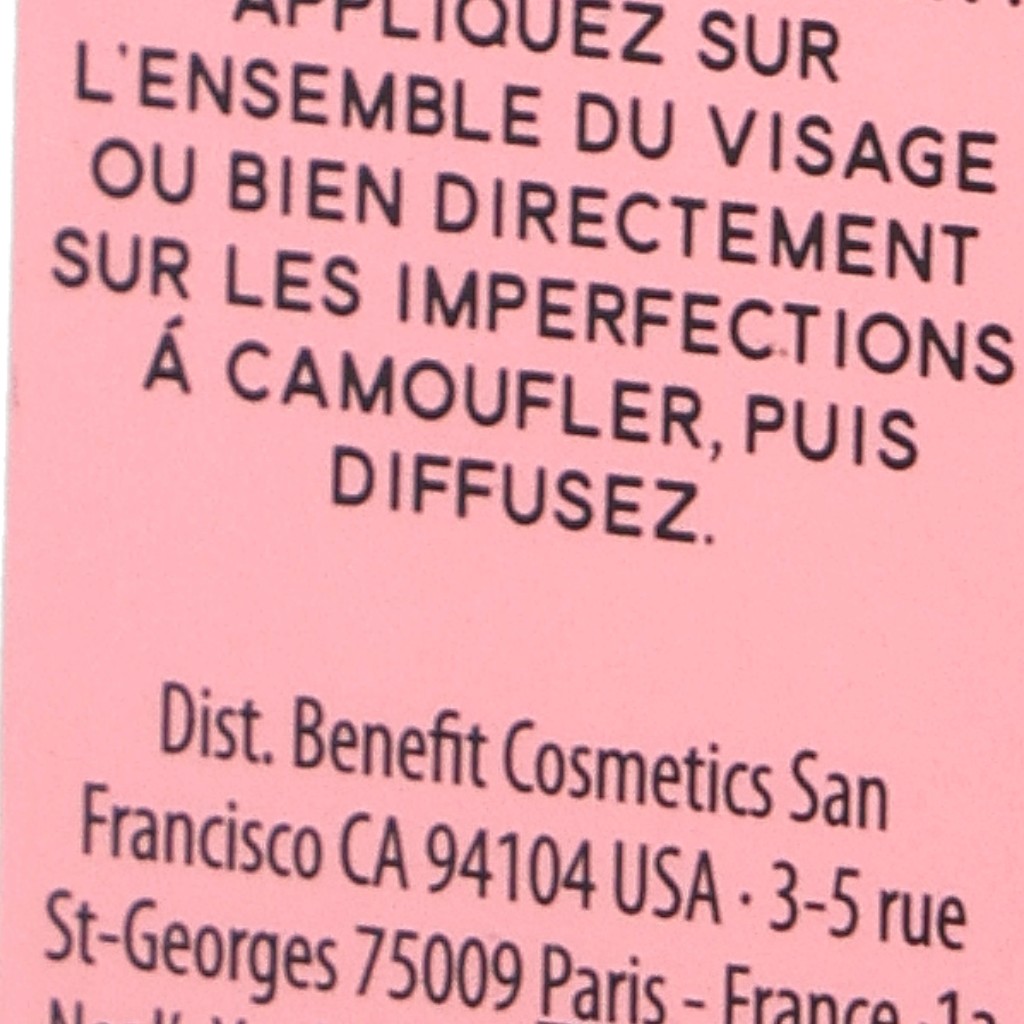 APPLIQUEZ SUR
L'ENSEMBLE DU VISAGE
OU BIEN DIRECTEMENT
SUR LES IMPERFECTIONS
Á CAMOUFLER, PUIS
DIFFUSEZ.
Dist. Benefit Cosmetics San
Francisco CA 94104 USA · 3-5 rue
St-Georges 75009 Paris - France